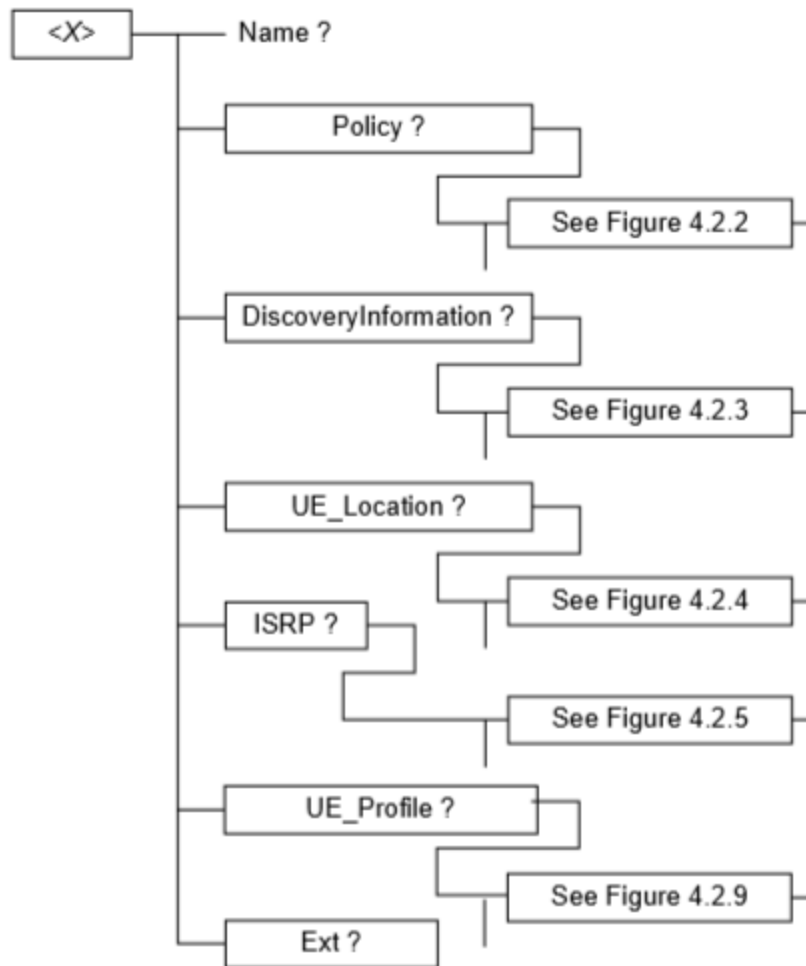 <X>
Name ?
Policy ?
See Figure 4.2.2
DiscoveryInformation ?
See Figure 4.2.3
UE_Location ?
See Figure 4.2.4
ISRP ?
See Figure 4.2.5
UE_Profile ?
See Figure 4.2.9
Ext ?